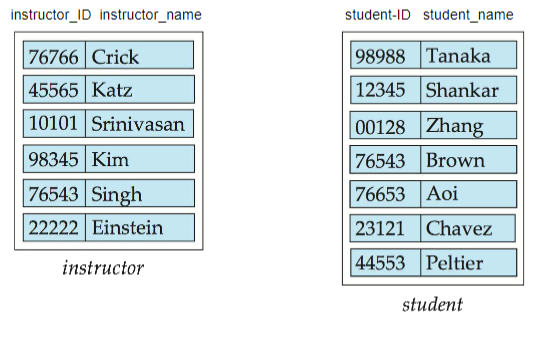 instructor_ID instructor_name
76766 Crick
45565 Katz
10101 Srinivasan
98345 Kim
76543 Singh
22222 Einstein
instructor
student-ID student_name
98988 Tanaka
12345 Shankar
00128 Zhang
76543 Brown
76653 Aoi
23121 Chavez
44553 Peltier
student